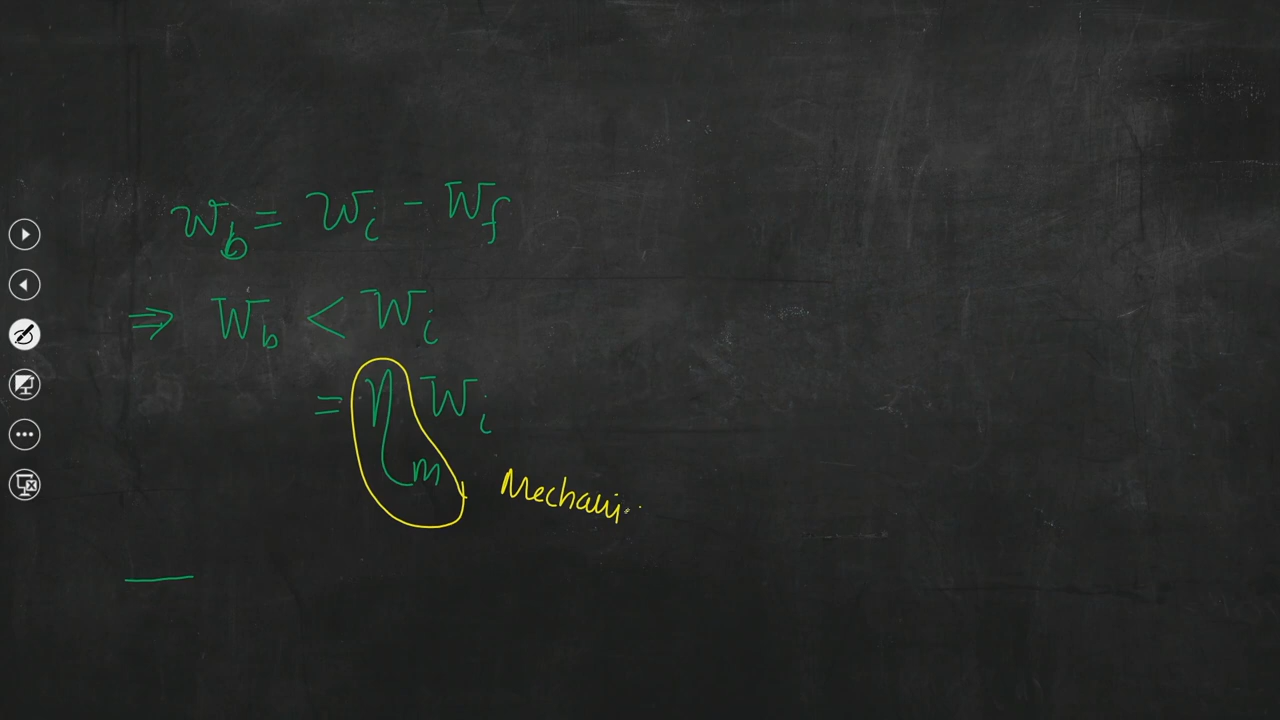 W_b = W_i - W_f
⇒ W_b < W_i
= η_m W_i
Mechani